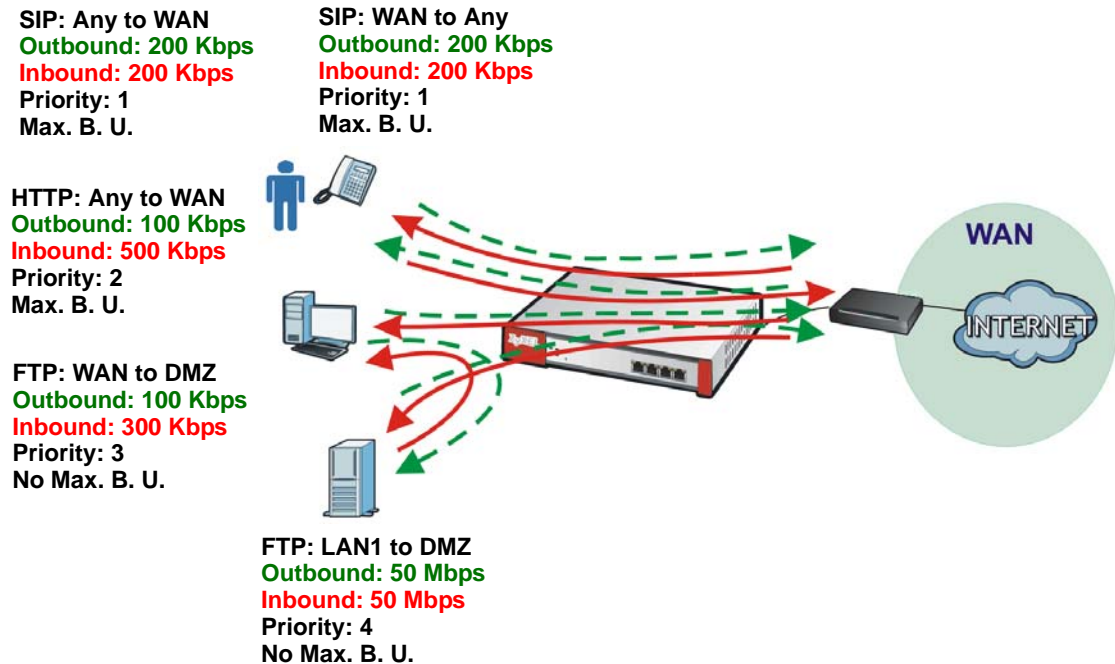 SIP: Any to WAN
Outbound: 200 Kbps
Inbound: 200 Kbps
Priority: 1
Max. B. U.
SIP: WAN to Any
Outbound: 200 Kbps
Inbound: 200 Kbps
Priority: 1
Max. B. U.
HTTP: Any to WAN
Outbound: 100 Kbps
Inbound: 500 Kbps
Priority: 2
Max. B. U.
WAN
INTERNET
FTP: WAN to DMZ
Outbound: 100 Kbps
Inbound: 300 Kbps
Priority: 3
No Max. B. U.
FTP: LAN1 to DMZ
Outbound: 50 Mbps
Inbound: 50 Mbps
Priority: 4
No Max. B. U.